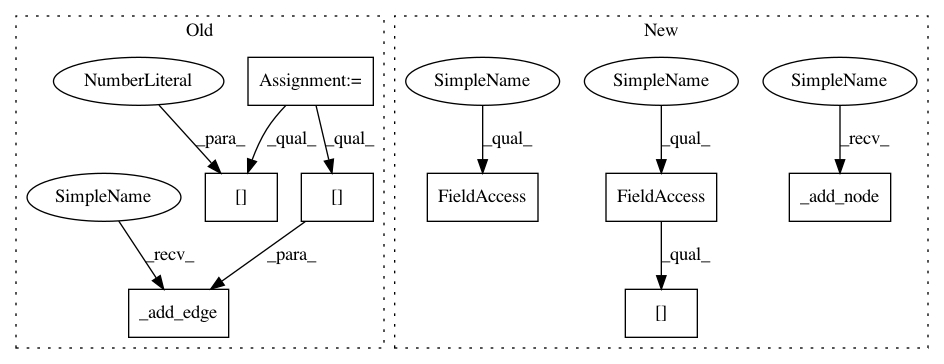 Old
New
NumberLiteral
Assignment:=
SimpleName
SimpleName
SimpleName
_para_
_qual_
_qual_
_qual_
_qual_
_recv_
SimpleName
[]
[]
FieldAccess
FieldAccess
_add_node
_recv_
_para_
_qual_
_add_edge
[]